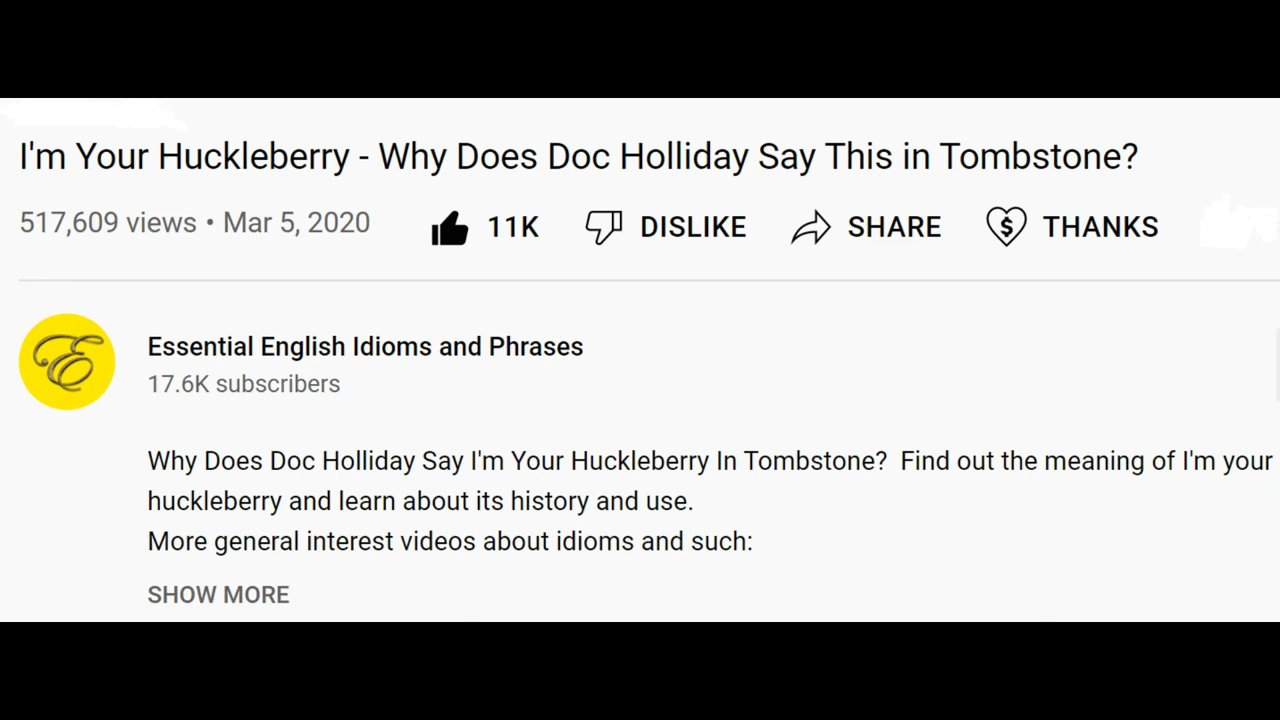 I'm Your Huckleberry - Why Does Doc Holliday Say This in Tombstone?
517,609 views • Mar 5, 2020 11K DISLIKE SHARE $ THANKS
E
Essential English Idioms and Phrases
17.6K subscribers
Why Does Doc Holliday Say I'm Your Huckleberry In Tombstone?  Find out the meaning of I'm your
huckleberry and learn about its history and use.
More general interest videos about idioms and such:
SHOW MORE